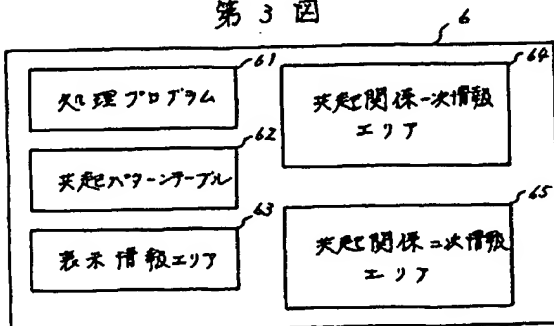 第3図
6
61
処理プログラム
62
共起パターンテーブル
63
表示情報エリア
64
共起関係一次情報
エリア
65
共起関係二次情報
エリア